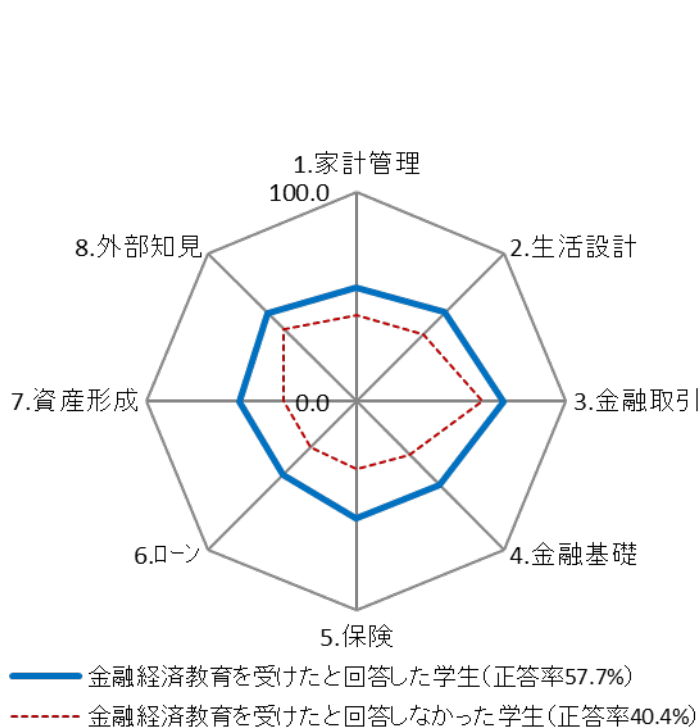 1.家計管理
100.0
8.外部知見
2.生活設計
7.資産形成
0.0
3.金融取引
6.ローン
4.金融基礎
5.保険
金融経済教育を受けたと回答した学生(正答率57.7%)
金融経済教育を受けたと回答しなかった学生(正答率40.4%)